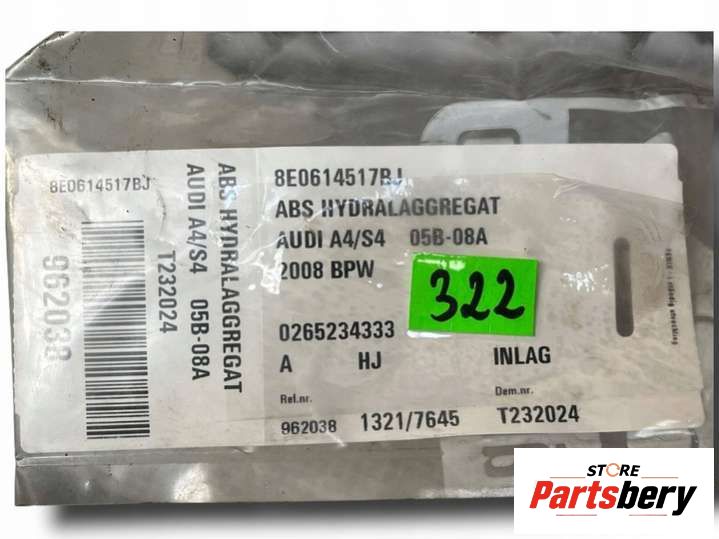 8E0614517BJ
962038
ABS HYDRALAGGREGAT
AUDI A4/S4 05B-08A
T232024
8E0614517BJ
ABS HYDRALAGGREGAT
AUDI A4/S4 05B-08A
2008 BPW
322
0265234333
A HJ INLAG
Rel.nr. Dem.nr.
962038 1321/7645 T232024
STORE
Partsbery